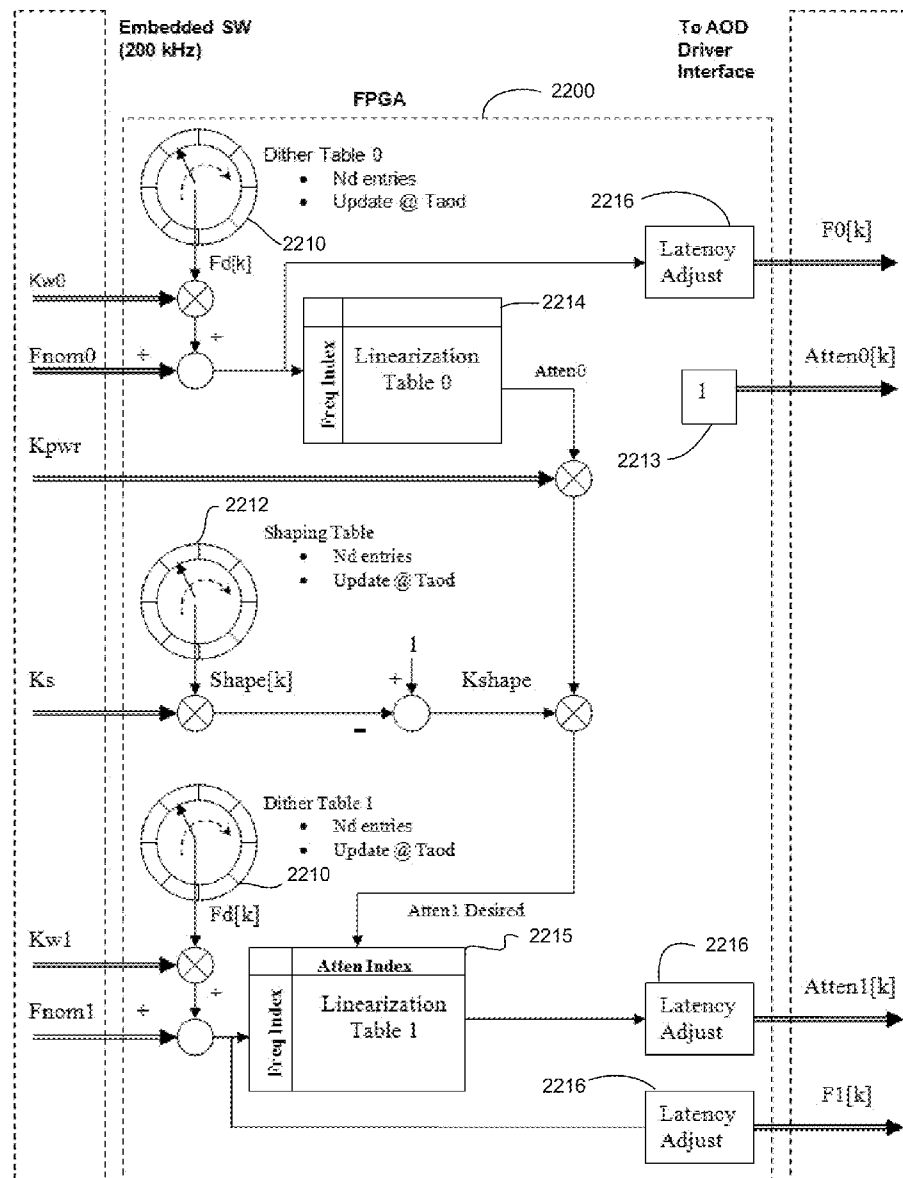 Embedded SW
(200 kHz)
To AOD
Driver
Interface
FPGA
2200
Dither Table 0
• Nd entries
• Update @ Taod
2210
2216
F0[k]
Latency
Adjust
Fd[k]
Kw0
2214
Fnom0
÷
÷
Freq Index
Linearization
Table 0
Atten0
Atten0[k]
1
2213
Kpwr
2212
Shaping Table
• Nd entries
• Update @ Taod
1
Ks
Shape[k]
÷
Kshape
-
Dither Table 1
• Nd entries
• Update @ Taod
2210
Fd[k]
Atten1 Desired
Kw1
2215
2216
Atten Index
Atten1[k]
Fnom1
÷
÷
Freq Index
Linearization
Table 1
Latency
Adjust
2216
F1[k]
Latency
Adjust